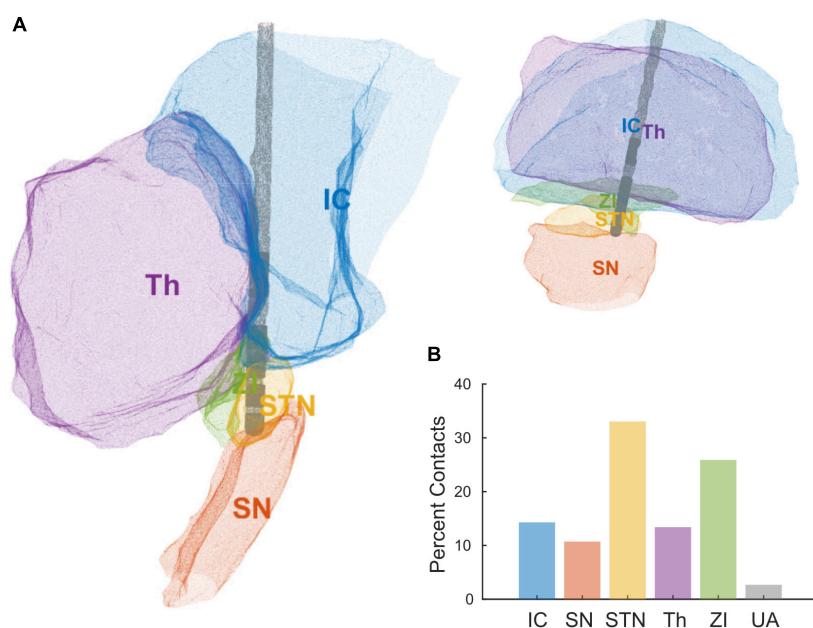 A
IC
Th
ZI
STN
SN
IC
Th
ZI
STN
SN
B
40
30
20
10
0
Percent Contacts
IC SN STN Th ZI UA